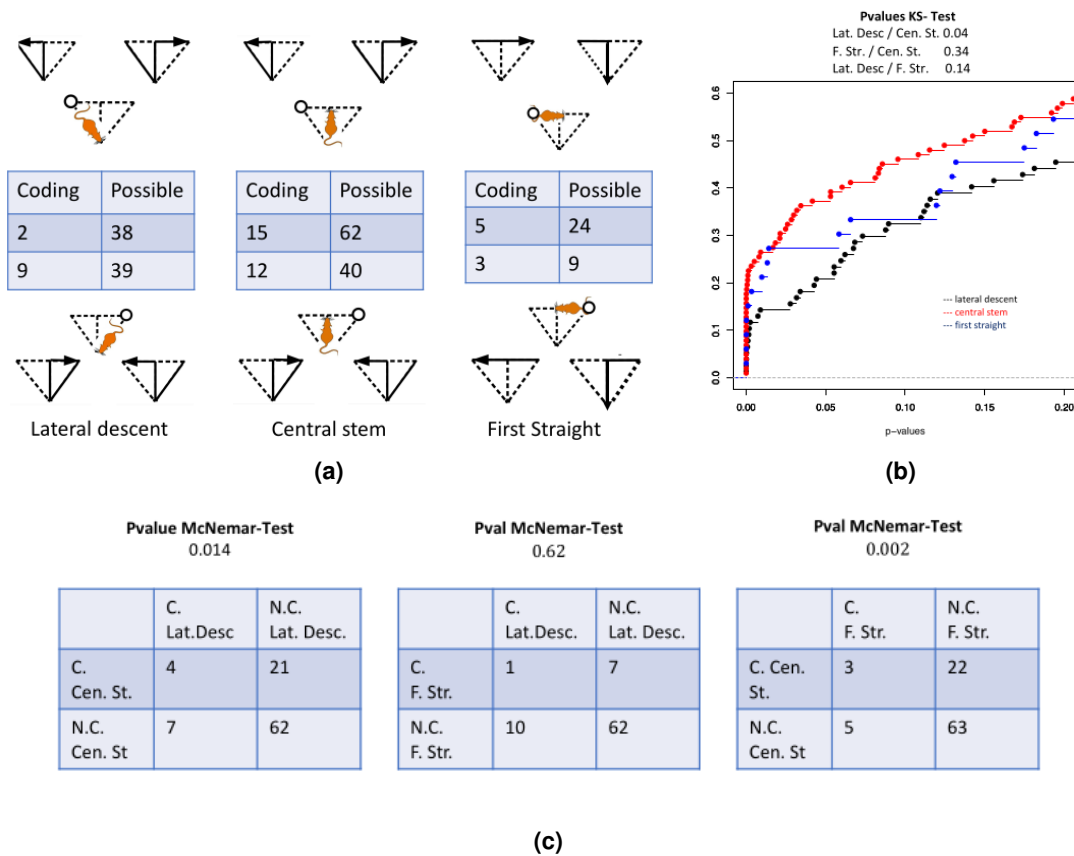 Coding Possible
2 38
9 39
Lateral descent
Coding Possible
15 62
12 40
Central stem
Coding Possible
5 24
3 9
First Straight
(a)
Pvalues KS- Test
Lat. Desc / Cen. St. 0.04
F. Str. / Cen. St. 0.34
Lat. Desc / F. Str. 0.14
0.6
0.5
0.4
0.3
0.2
0.1
0.0
--- lateral descent
--- central stem
--- first straight
0.00 0.05 0.10 0.15 0.20
p-values
(b)
Pvalue McNemar-Test
0.014
C. N.C.
Lat.Desc Lat. Desc.
C. 4 21
Cen. St.
N.C. 7 62
Cen. St
Pval McNemar-Test
0.62
C. N.C.
Lat.Desc. Lat. Desc.
C. 1 7
F. Str.
N.C. 10 62
F. Str.
Pval McNemar-Test
0.002
C. N.C.
F. Str. F. Str.
C. Cen. 3 22
St.
N.C. 5 63
Cen. St
(c)